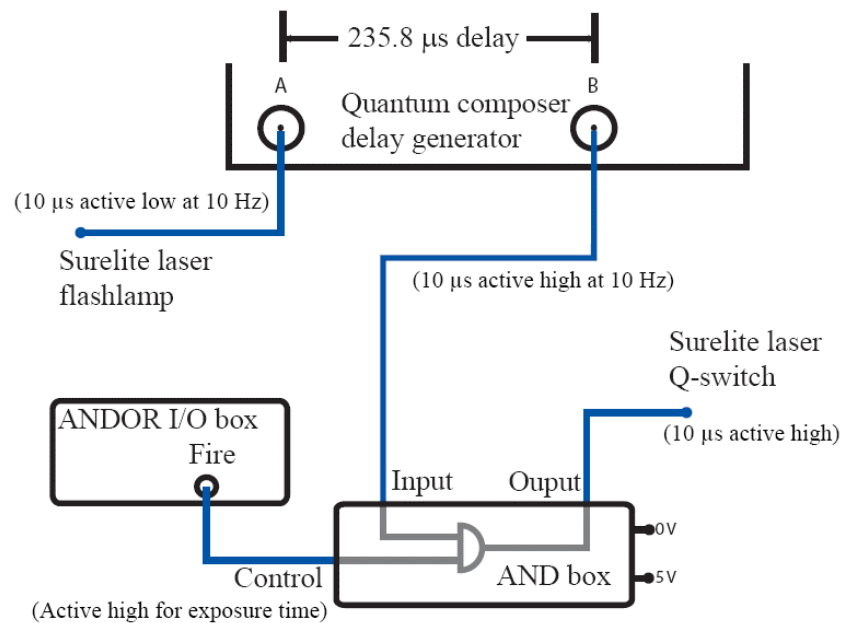 235.8 µs delay
A
B
Quantum composer
delay generator
(10 µs active low at 10 Hz)
Surelite laser
flashlamp
(10 µs active high at 10 Hz)
Surelite laser
Q-switch
(10 µs active high)
ANDOR I/O box
Fire
Input
Ouput
0V
AND box
5V
Control
(Active high for exposure time)